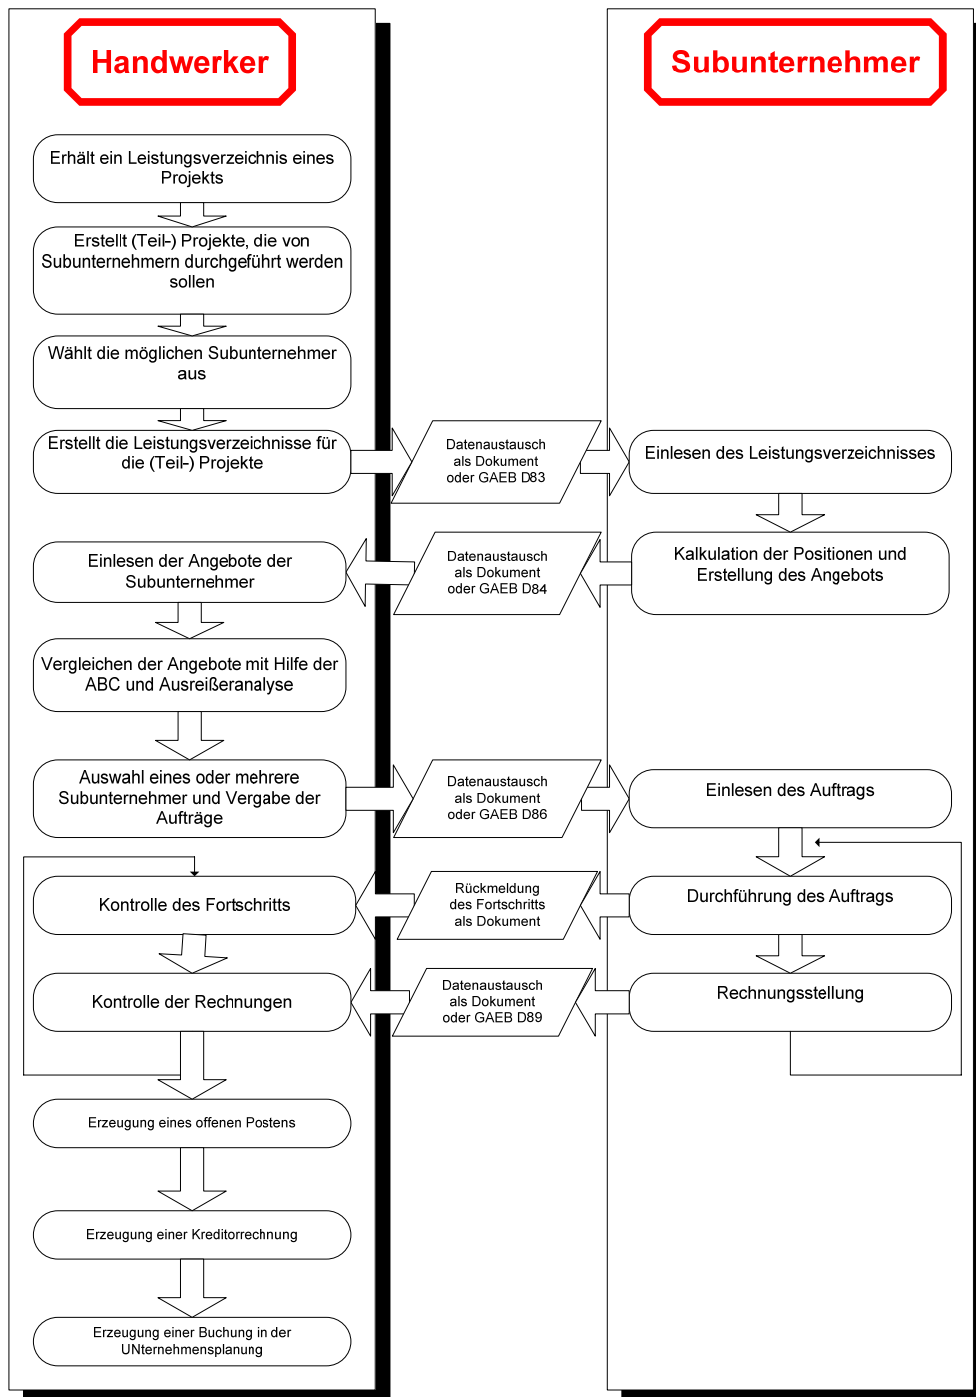 Handwerker
Subunternehmer
Erhält ein Leistungsverzeichnis eines
Projekts
Erstellt (Teil-) Projekte, die von
Subunternehmern durchgeführt werden
sollen
Wählt die möglichen Subunternehmer
aus
Erstellt die Leistungsverzeichnisse für
die (Teil-) Projekte
Datenaustausch
als Dokument
oder GAEB D83
Einlesen des Leistungsverzeichnisses
Kalkulation der Positionen und
Erstellung des Angebots
Datenaustausch
als Dokument
oder GAEB D84
Einlesen der Angebote der
Subunternehmer
Vergleichen der Angebote mit Hilfe der
ABC und Ausreißeranalyse
Auswahl eines oder mehrere
Subunternehmer und Vergabe der
Aufträge
Datenaustausch
als Dokument
oder GAEB D86
Einlesen des Auftrags
Durchführung des Auftrags
Rückmeldung
des Fortschritts
als Dokument
Kontrolle des Fortschritts
Rechnungsstellung
Datenaustausch
als Dokument
oder GAEB D89
Kontrolle der Rechnungen
Erzeugung eines offenen Postens
Erzeugung einer Kreditorrechnung
Erzeugung einer Buchung in der
UNternehmensplanung